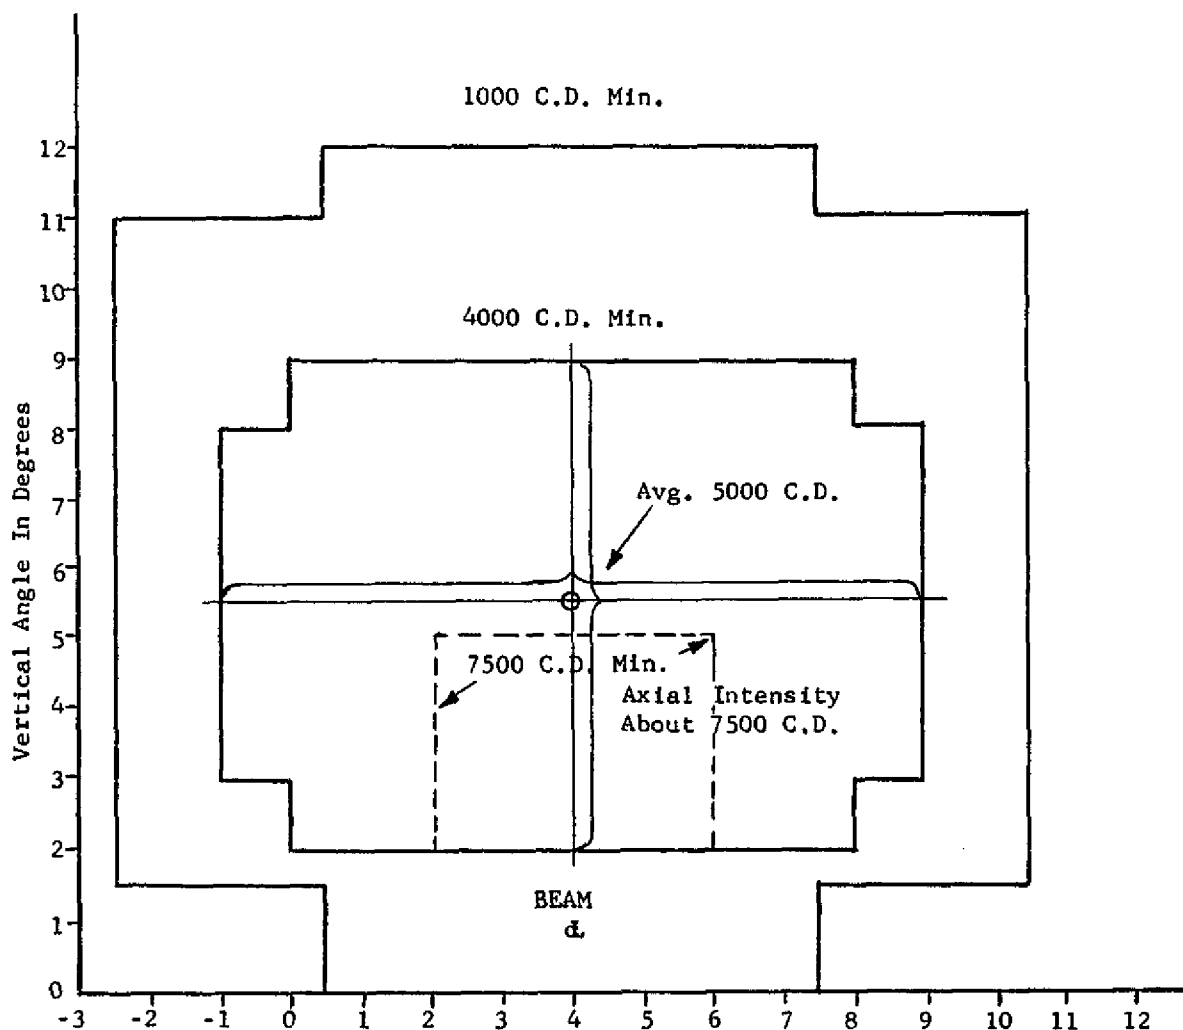 1000 C.D. Min.
12
11
10
4000 C.D. Min.
9
8
7
Avg. 5000 C.D.
6
5
7500 C.D. Min.
Axial Intensity
4
About 7500 C.D.
3
2
BEAM
1
0
-3 -2 -1 0 1 2 3 4 5 6 7 8 9 10 11 12
Vertical Angle In Degrees